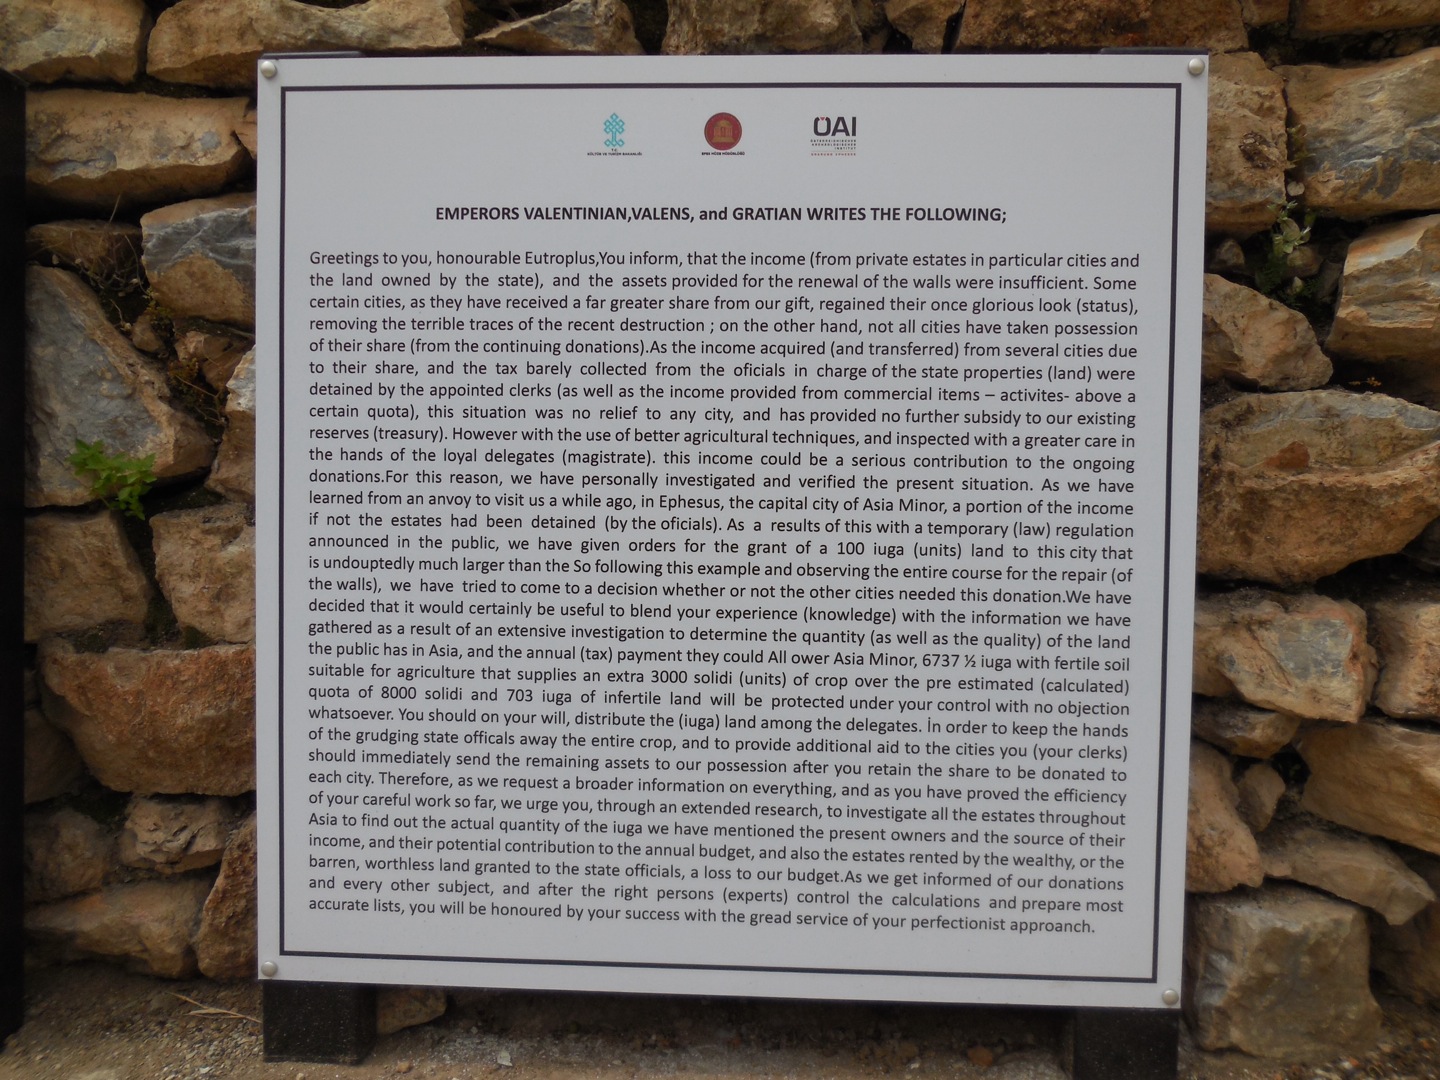 T.C.
KÜLTÜR VE TURİZM BAKANLIĞI
EFES MÜZE MÜDÜRLÜĞÜ
ÖAI
EMPERORS VALENTINIAN,VALENS, and GRATIAN WRITES THE FOLLOWING;
Greetings to you, honourable Eutroplus,You inform, that the income (from private estates in particular cities and
the land owned by the state), and the assets provided for the renewal of the walls were insufficient. Some
certain cities, as they have received a far greater share from our gift, regained their once glorious look (status),
removing the terrible traces of the recent destruction ; on the other hand, not all cities have taken possession
of their share (from the continuing donations).As the income acquired (and transferred) from several cities due
to their share, and the tax barely collected from the oficials in charge of the state properties (land) were
detained by the appointed clerks (as well as the income provided from commercial items – activites- above a
certain quota), this situation was no relief to any city, and has provided no further subsidy to our existing
reserves (treasury). However with the use of better agricultural techniques, and inspected with a greater care in
the hands of the loyal delegates (magistrate). this income could be a serious contribution to the ongoing
donations.For this reason, we have personally investigated and verified the present situation. As we have
learned from an anvoy to visit us a while ago, in Ephesus, the capital city of Asia Minor, a portion of the income
if not the estates had been detained (by the oficials). As a results of this with a temporary (law) regulation
announced in the public, we have given orders for the grant of a 100 iuga (units) land to this city that
is undouptedly much larger than the So following this example and observing the entire course for the repair (of
the walls), we have tried to come to a decision whether or not the other cities needed this donation.We have
decided that it would certainly be useful to blend your experience (knowledge) with the information we have
gathered as a result of an extensive investigation to determine the quantity (as well as the quality) of the land
the public has in Asia, and the annual (tax) payment they could All ower Asia Minor, 6737 ½ iuga with fertile soil
suitable for agriculture that supplies an extra 3000 solidi (units) of crop over the pre estimated (calculated)
quota of 8000 solidi and 703 iuga of infertile land will be protected under your control with no objection
whatsoever. You should on your will, distribute the (iuga) land among the delegates. İn order to keep the hands
of the grudging state officals away the entire crop, and to provide additional aid to the cities you (your clerks)
should immediately send the remaining assets to our possession after you retain the share to be donated to
each city. Therefore, as we request a broader information on everything, and as you have proved the efficiency
of your careful work so far, we urge you, through an extended research, to investigate all the estates throughout
Asia to find out the actual quantity of the iuga we have mentioned the present owners and the source of their
income, and their potential contribution to the annual budget, and also the estates rented by the wealthy, or the
barren, worthless land granted to the state officials, a loss to our budget.As we get informed of our donations
and every other subject, and after the right persons (experts) control the calculations and prepare most
accurate lists, you will be honoured by your success with the gread service of your perfectionist approanch.